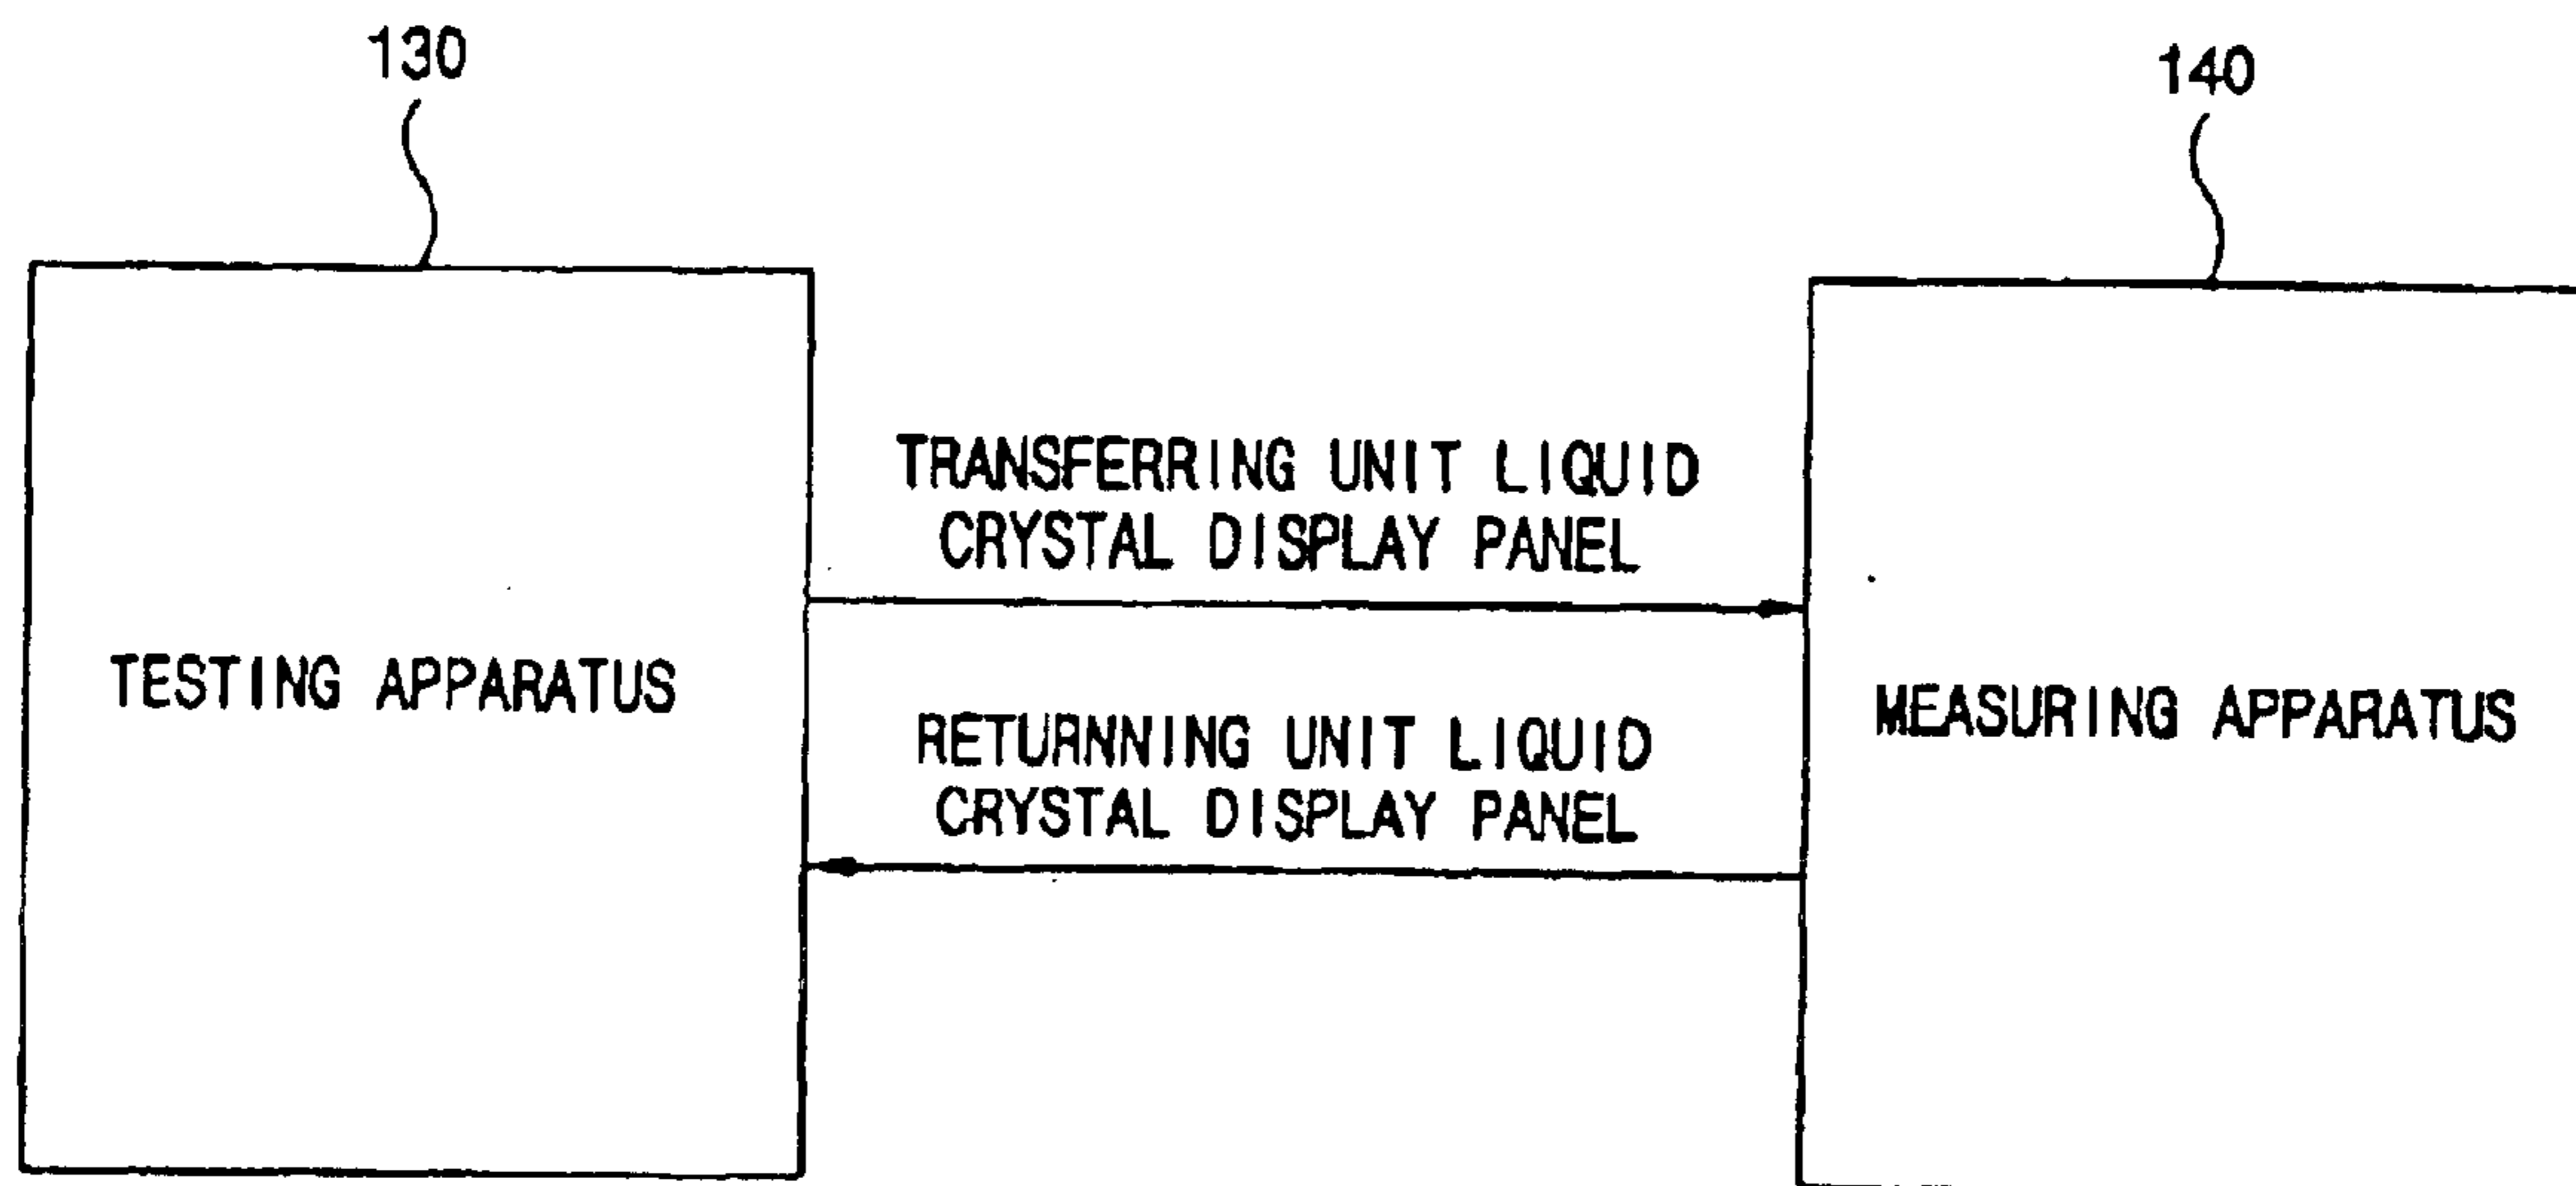 130
140
TRANSFERRING UNIT LIQUID
CRYSTAL DISPLAY PANEL
TESTING APPARATUS
MEASURING APPARATUS
RETURNNING UNIT LIQUID
CRYSTAL DISPLAY PANEL